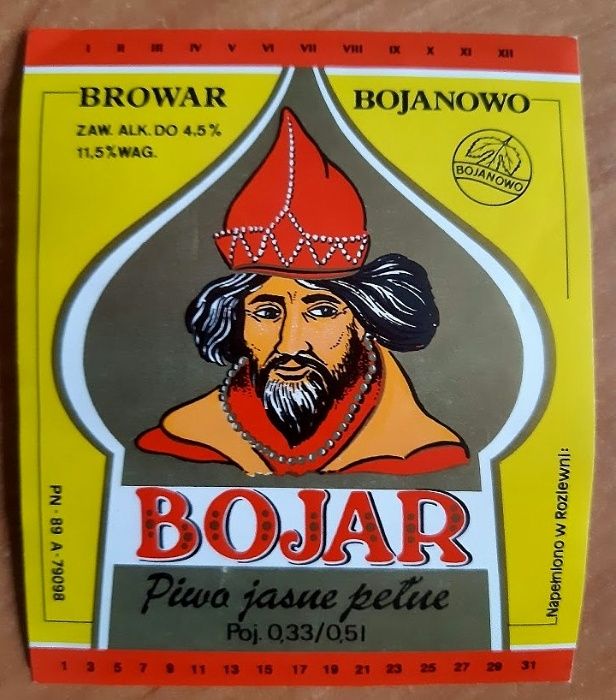 I II III IV V VI VII VIII IX X XI XII
BROWAR BOJANOWO
ZAW. ALK. DO 4,5%
11,5% WAG.
BOJANOWO
PN - 89 A - 79098
Napełniono w Rozlewni:
BOJAR
Piwo jasne pełne
Poj. 0,33/0,5 l
1 3 5 7 9 11 13 15 17 19 21 23 25 27 29 31